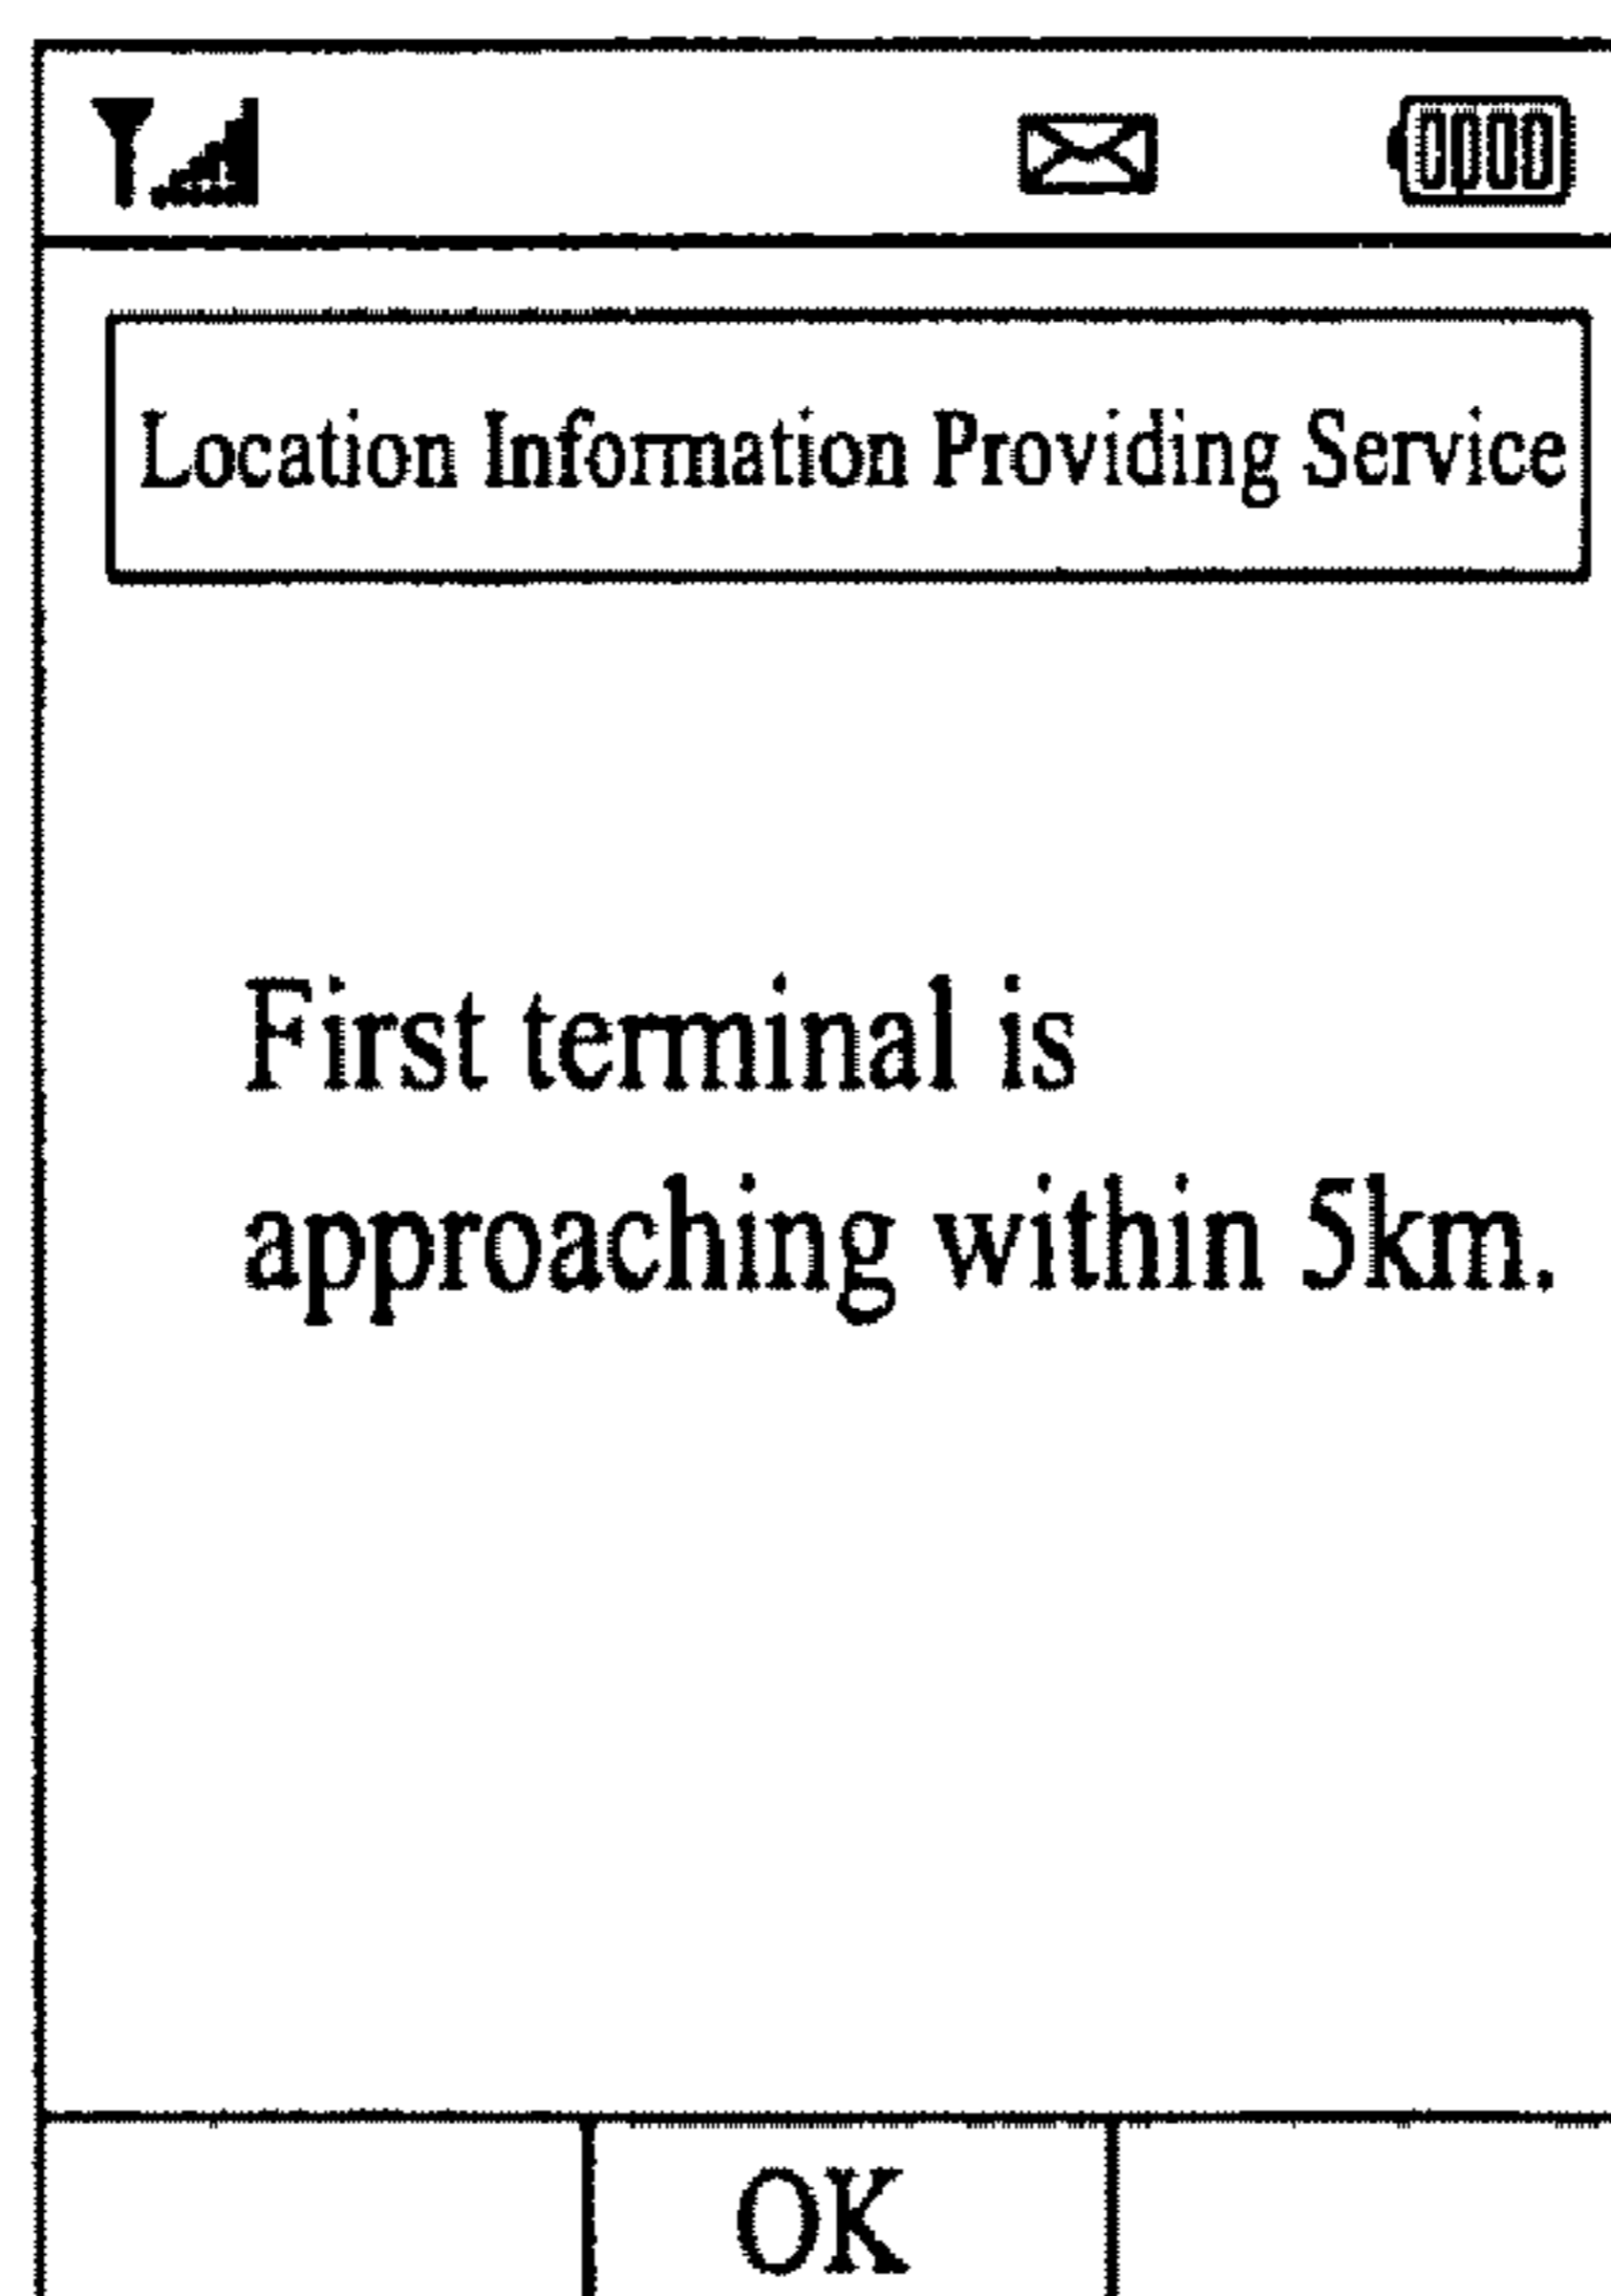 Location Information Providing Service
First terminal is
approaching within 5km.
OK